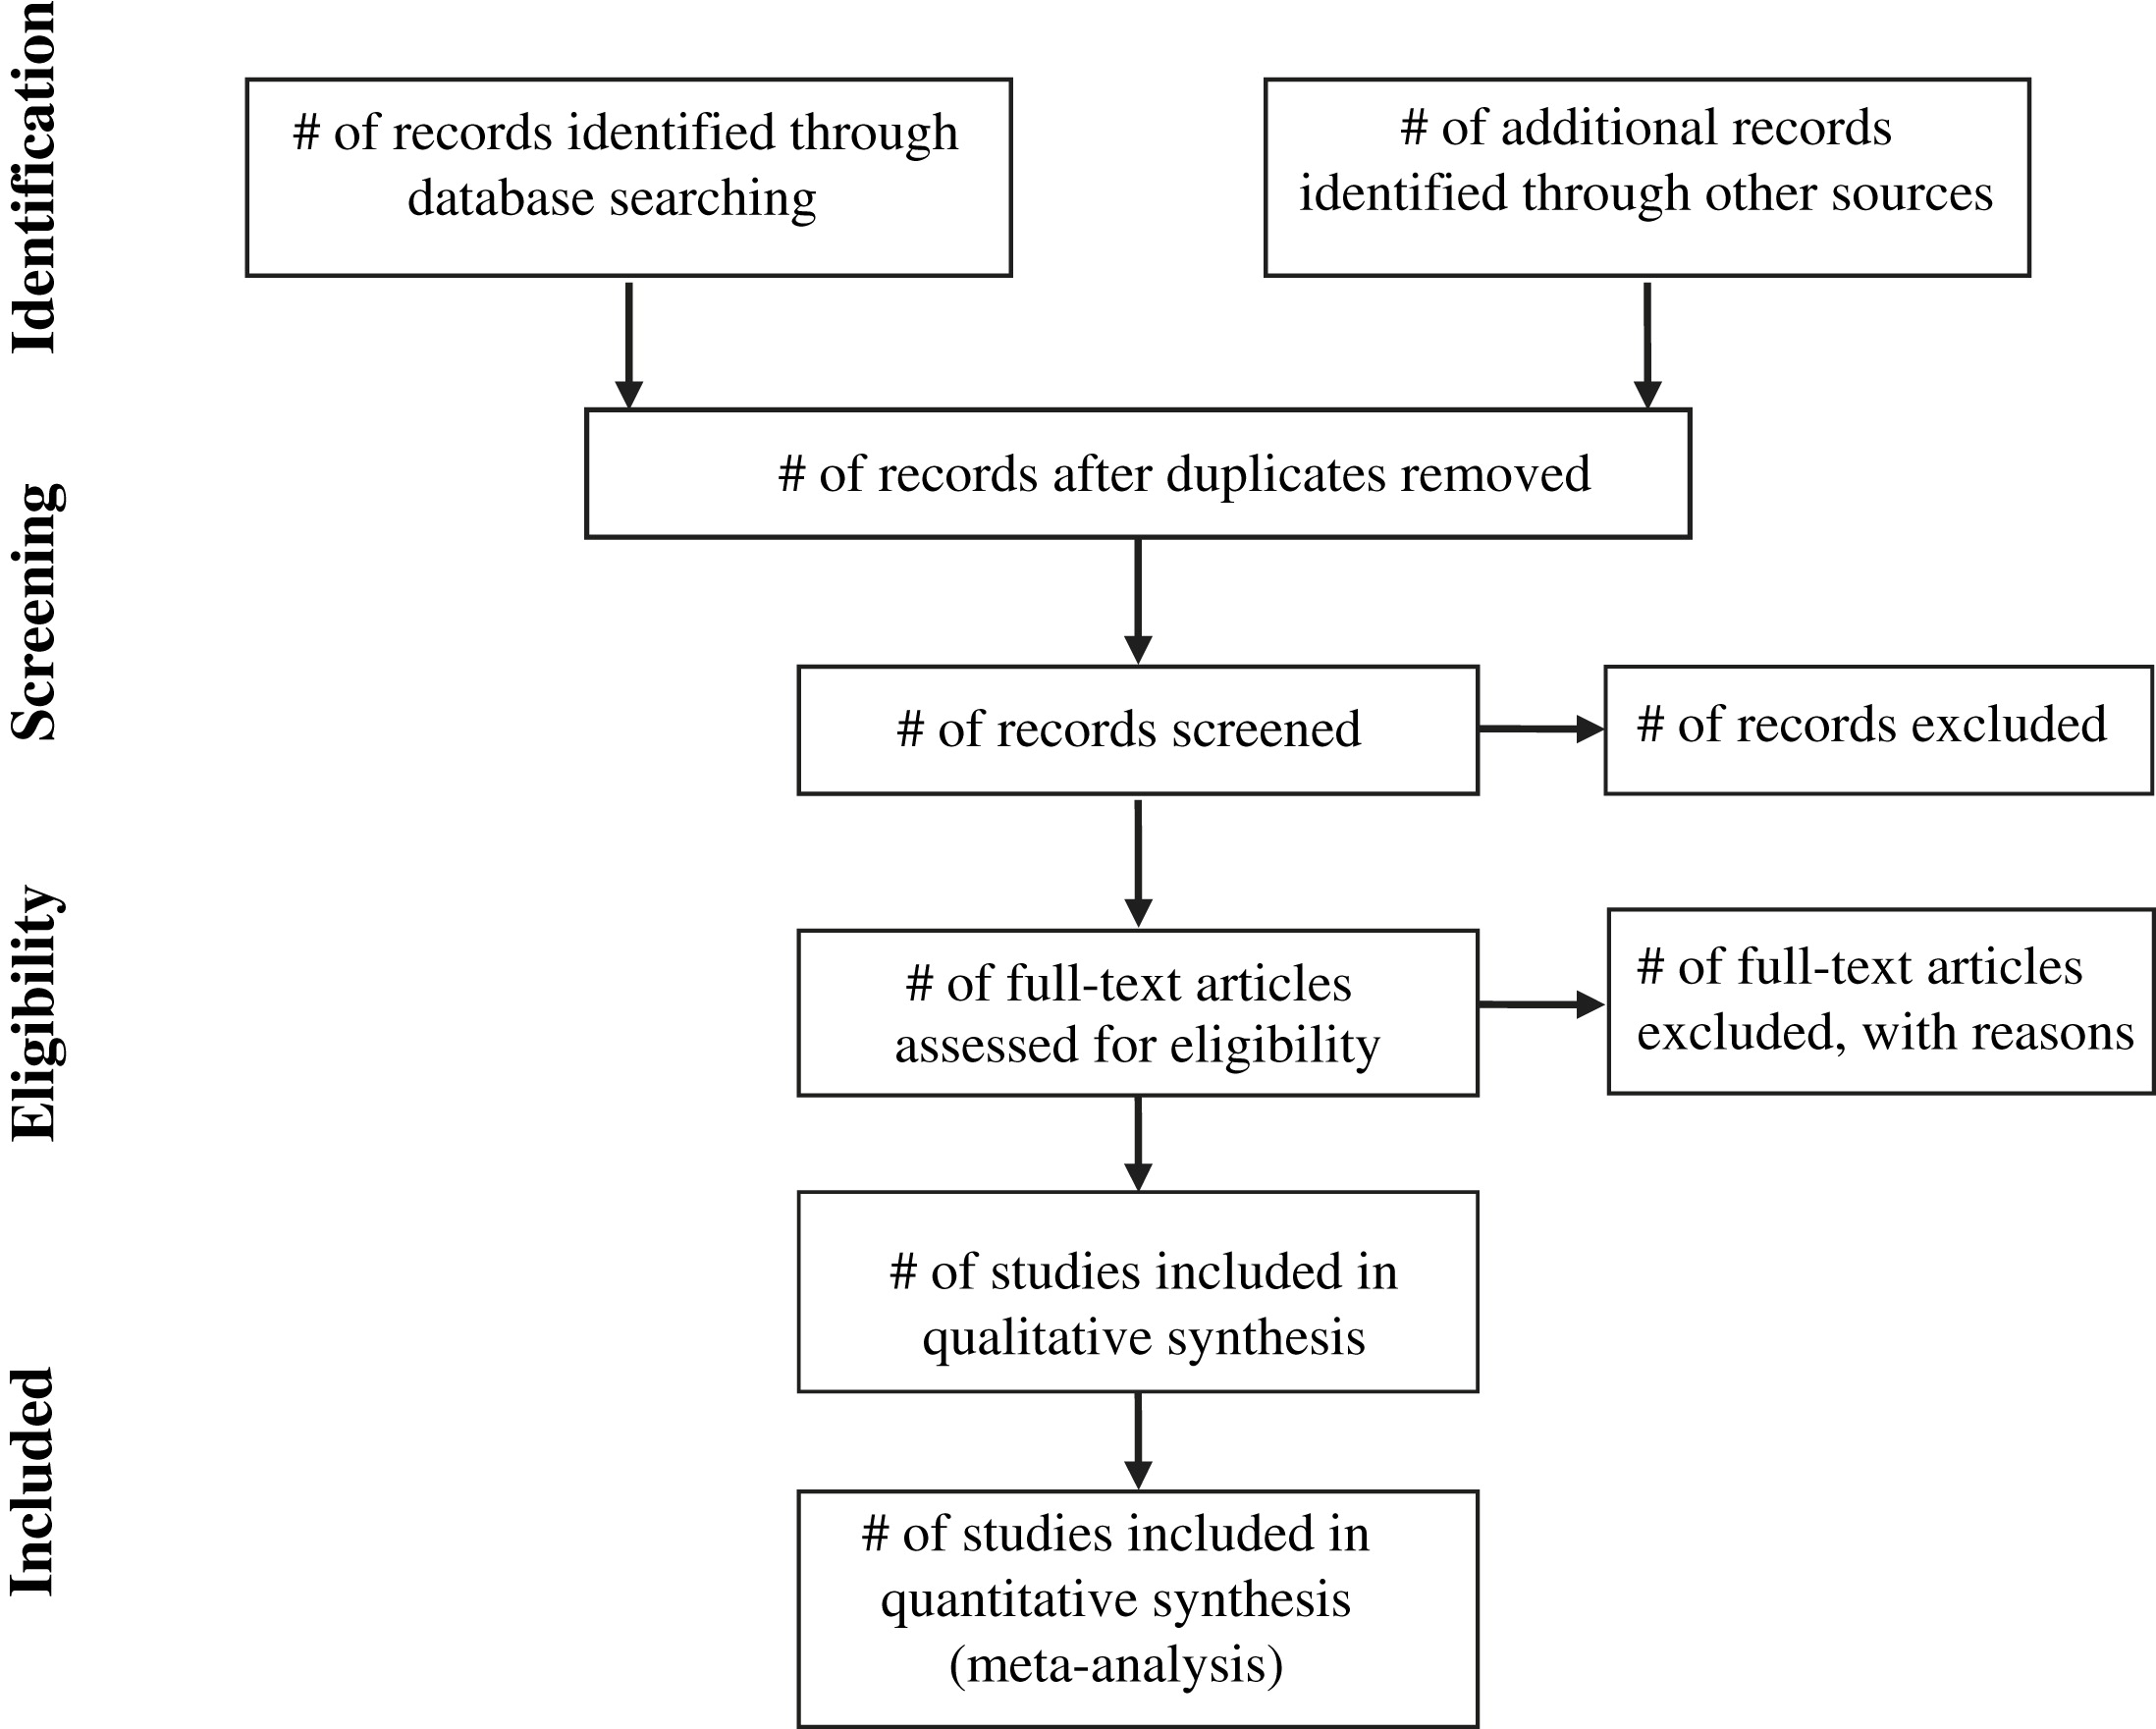 Identification
# of records identified through
database searching
# of additional records
identified through other sources
Screening
# of records after duplicates removed
# of records screened
# of records excluded
Eligibility
# of full-text articles
assessed for eligibility
# of full-text articles
excluded, with reasons
Included
# of studies included in
qualitative synthesis
# of studies included in
quantitative synthesis
(meta-analysis)